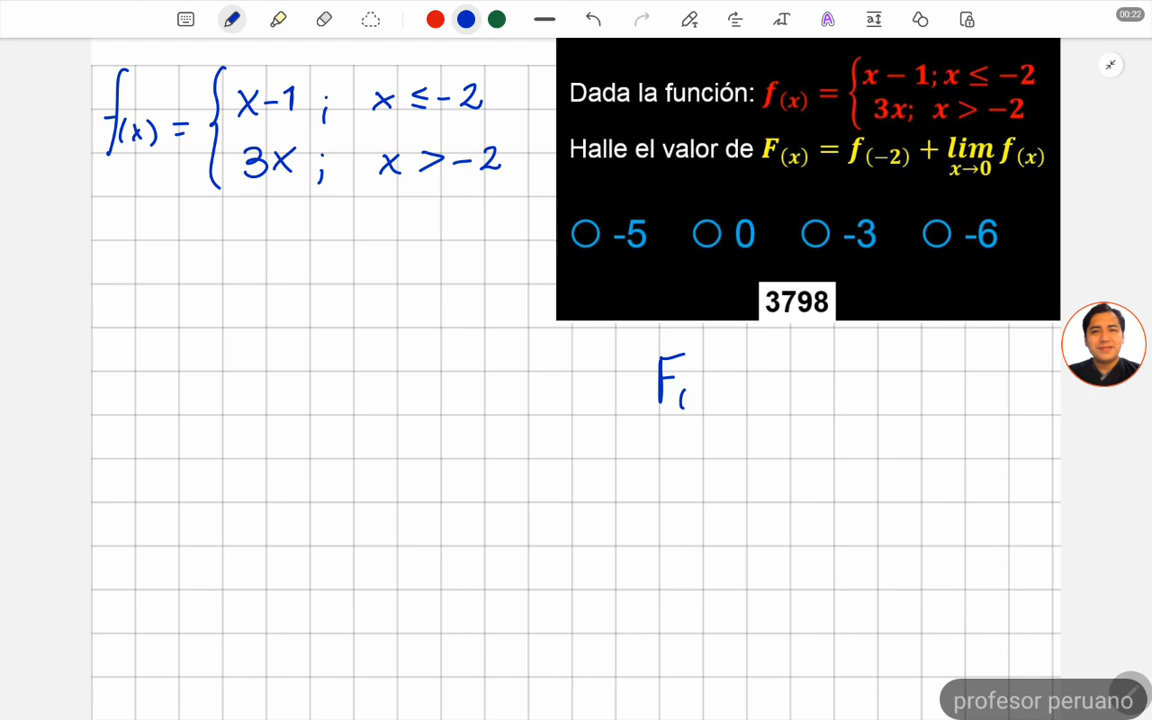 00:22
f(x) = { x-1 ; x ≤ -2
3x ; x > -2
Dada la función: f(x) = { x − 1; x ≤ −2
3x; x > −2
Halle el valor de F(x) = f(−2) + lim f(x)
x→0
-5 0 -3 -6
3798
F(
profesor peruano